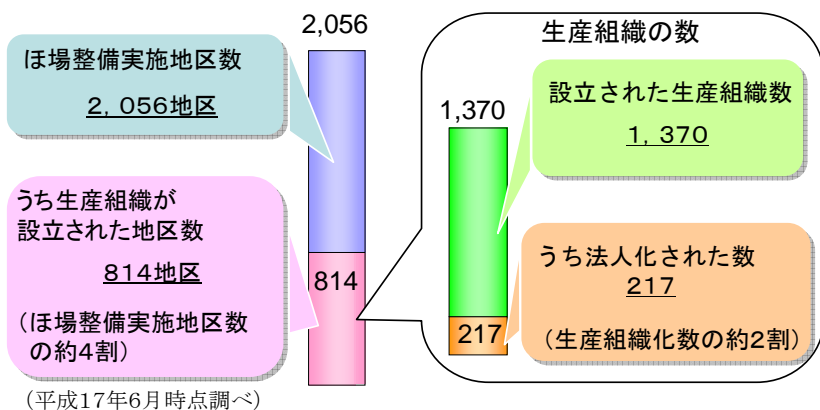 2,056
ほ場整備実施地区数
２，０５６地区
うち生産組織が
設立された地区数
８１４地区
（ほ場整備実施地区数
の約４割）
814
（平成１７年６月時点調べ）
生産組織の数
1,370
設立された生産組織数
１，３７０
うち法人化された数
２１７
（生産組織化数の約２割）
217